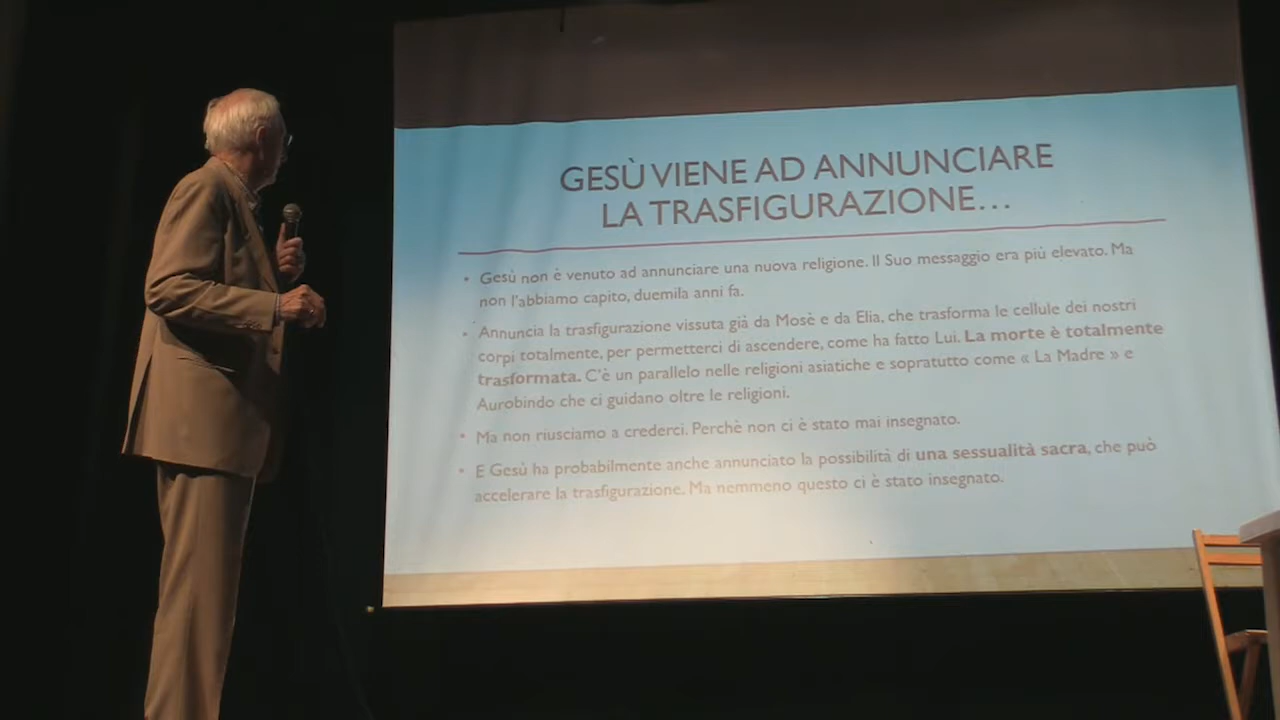 GESÙ VIENE AD ANNUNCIARE
LA TRASFIGURAZIONE...
• Gesù non è venuto ad annunciare una nuova religione. Il Suo messaggio era più elevato. Ma
non l'abbiamo capito, duemila anni fa.
• Annuncia la trasfigurazione vissuta già da Mosè e da Elia, che trasforma le cellule dei nostri
corpi totalmente, per permetterci di ascendere, come ha fatto Lui. La morte è totalmente
trasformata. C'è un parallelo nelle religioni asiatiche e sopratutto come « La Madre » e
Aurobindo che ci guidano oltre le religioni.
• Ma non riusciamo a crederci. Perchè non ci è stato mai insegnato.
• E Gesù ha probabilmente anche annunciato la possibilità di una sessualità sacra, che può
accelerare la trasfigurazione. Ma nemmeno questo ci è stato insegnato.